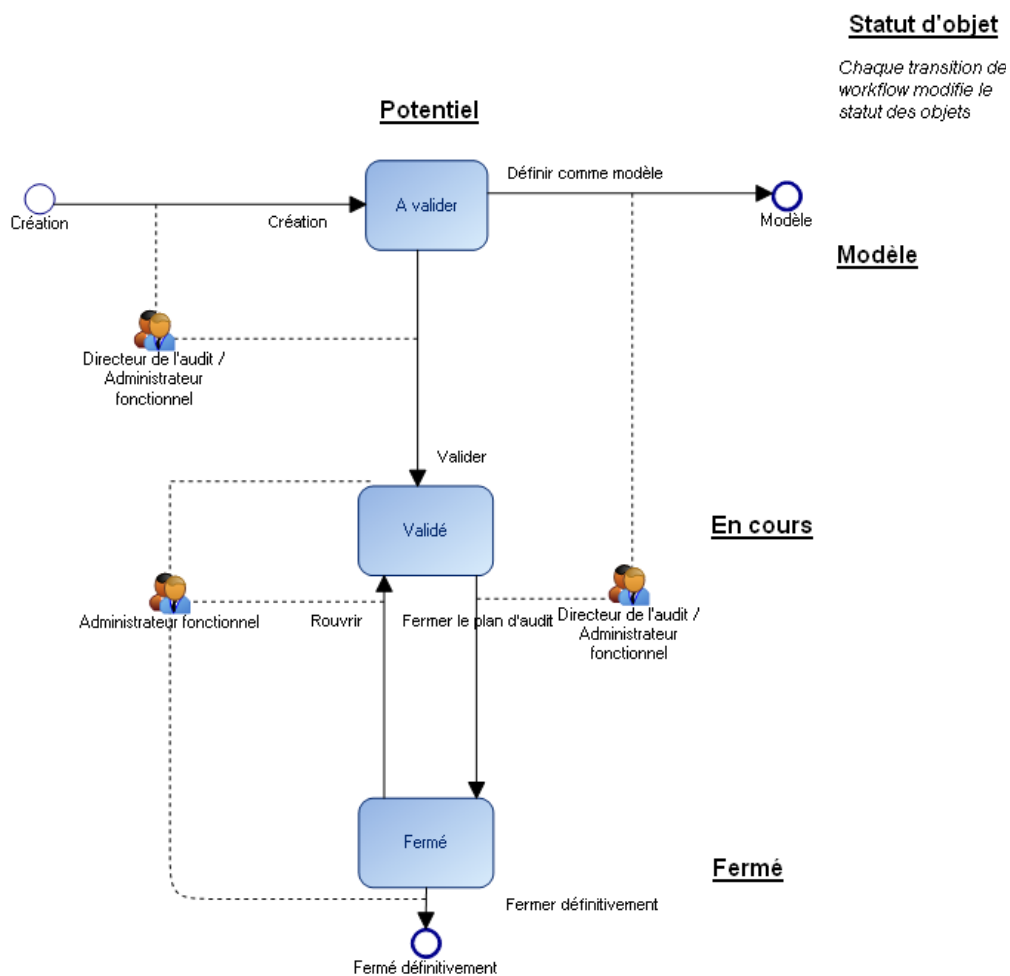 Statut d'objet
Chaque transition de
workflow modifie le
statut des objets
Potentiel
Définir comme modèle
A valider
Création
Création
Modèle
Modèle
Directeur de l'audit /
Administrateur
fonctionnel
Valider
Validé
En cours
Administrateur fonctionnel
Rouvrir
Fermer le plan d'audit
Directeur de l'audit /
Administrateur
fonctionnel
Fermé
Fermé
Fermer définitivement
Fermé définitivement